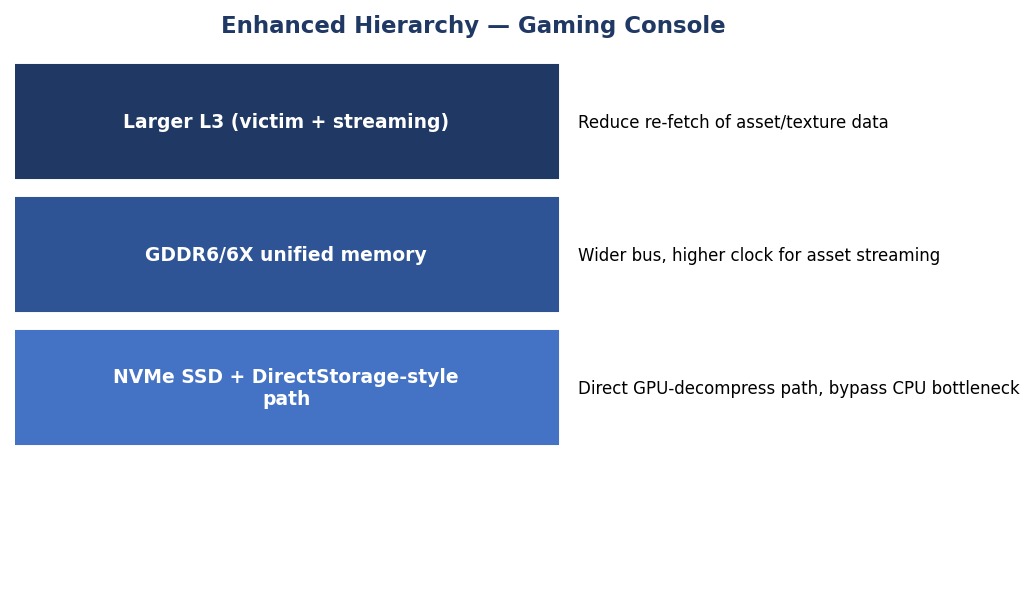 Enhanced Hierarchy — Gaming Console
Larger L3 (victim + streaming)
Reduce re-fetch of asset/texture data
GDDR6/6X unified memory
Wider bus, higher clock for asset streaming
NVMe SSD + DirectStorage-style
path
Direct GPU-decompress path, bypass CPU bottleneck